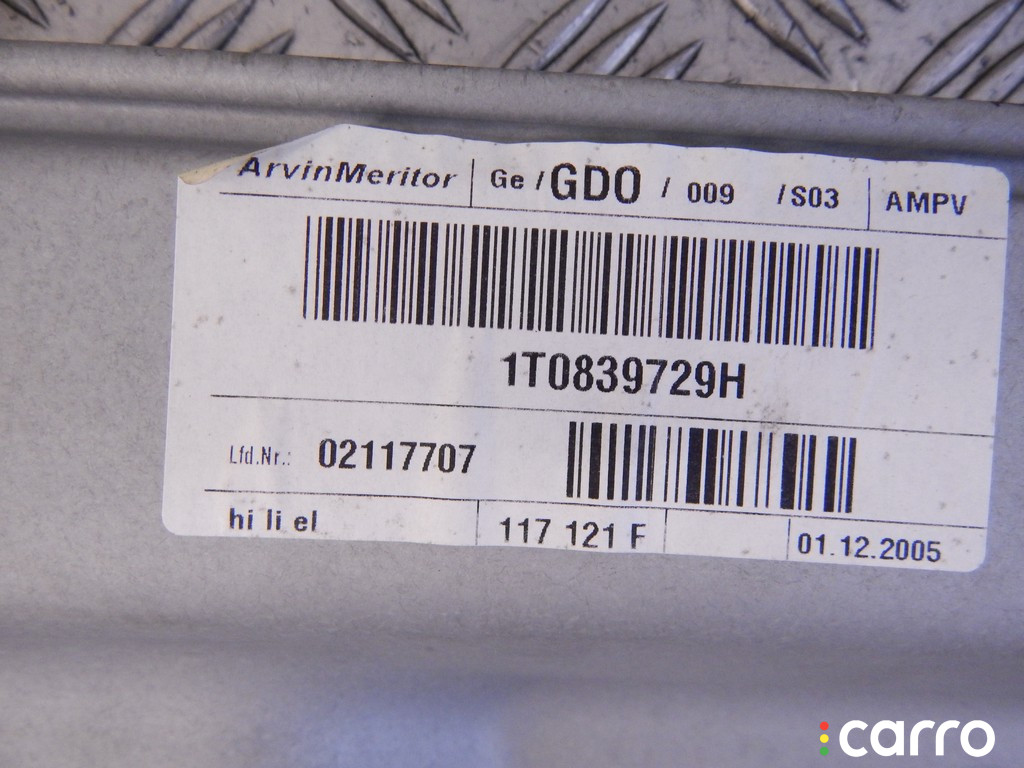 ArvinMeritor Ge / GDO / 009 / S03 AMPV
1T0839729H
Lfd.Nr.: 02117707
hi li el 117 121 F 01.12.2005
carro